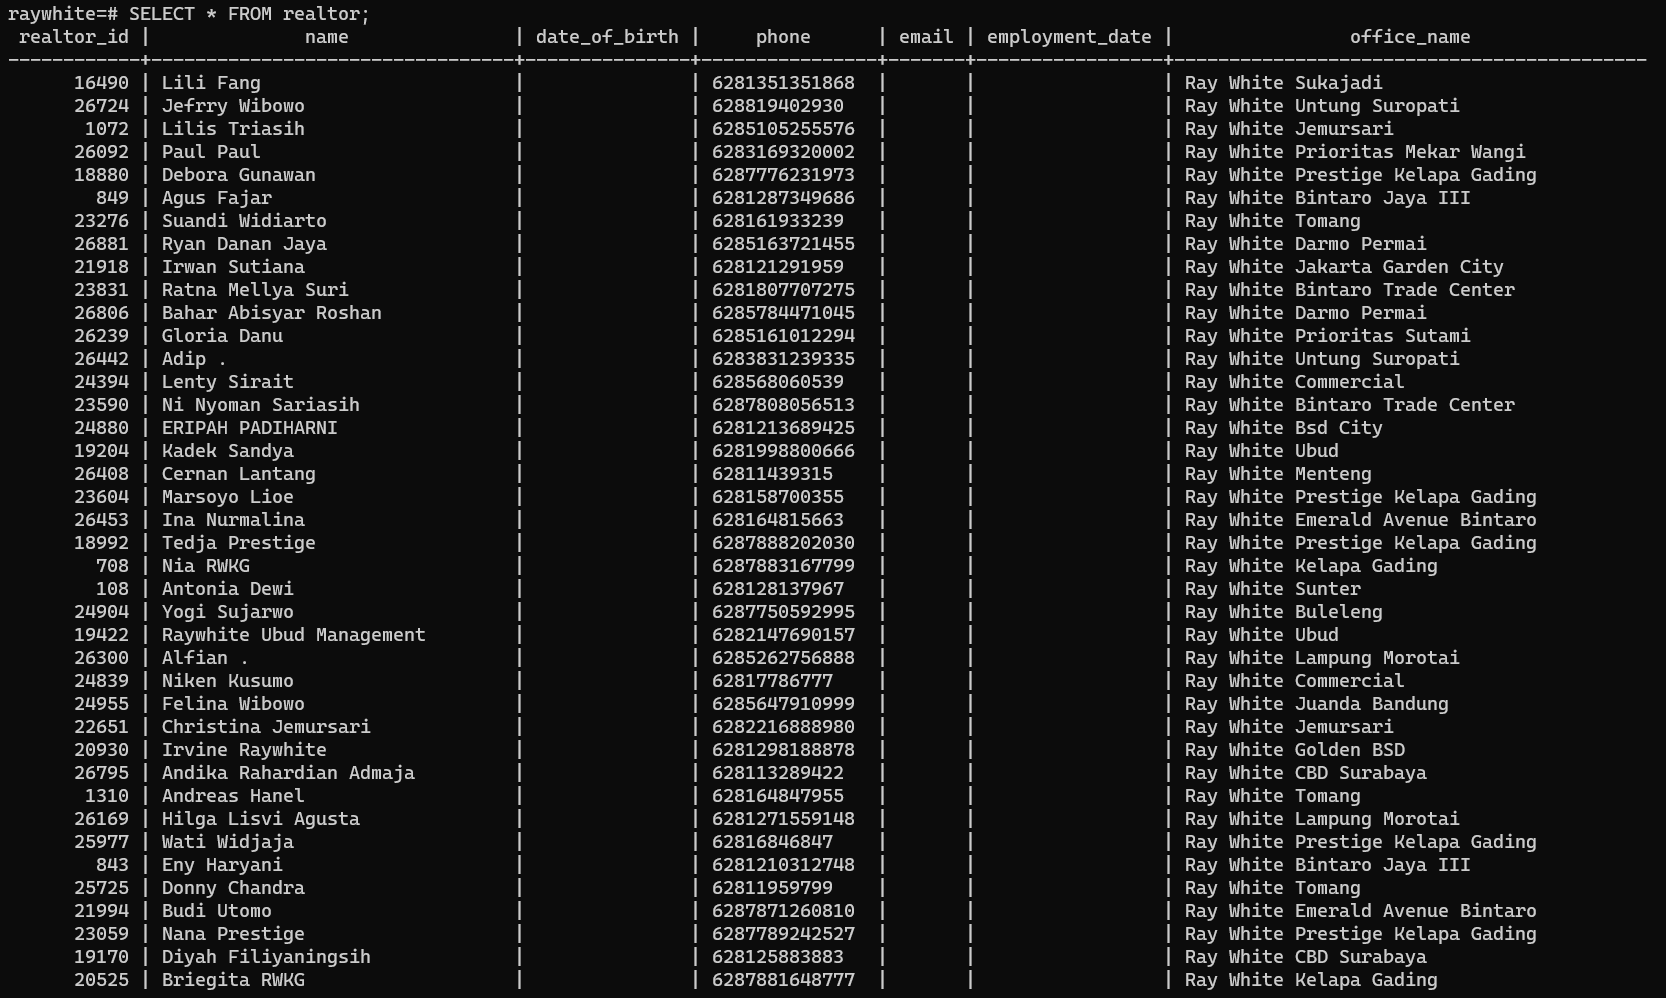 raywhite=# SELECT * FROM realtor;
realtor_id | name | date_of_birth | phone | email | employment_date | office_name
------------+---------------------------------+---------------+----------------+-------+-----------------+-------------------------------------------
16490 | Lili Fang | | 6281351351868 | | | Ray White Sukajadi
26724 | Jefrry Wibowo | | 628819402930 | | | Ray White Untung Suropati
1072 | Lilis Triasih | | 6285105255576 | | | Ray White Jemursari
26092 | Paul Paul | | 6283169320002 | | | Ray White Prioritas Mekar Wangi
18880 | Debora Gunawan | | 6287776231973 | | | Ray White Prestige Kelapa Gading
849 | Agus Fajar | | 6281287349686 | | | Ray White Bintaro Jaya III
23276 | Suandi Widiarto | | 628161933239 | | | Ray White Tomang
26881 | Ryan Danan Jaya | | 6285163721455 | | | Ray White Darmo Permai
21918 | Irwan Sutiana | | 628121291959 | | | Ray White Jakarta Garden City
23831 | Ratna Mellya Suri | | 6281807707275 | | | Ray White Bintaro Trade Center
26806 | Bahar Abisyar Roshan | | 6285784471045 | | | Ray White Darmo Permai
26239 | Gloria Danu | | 6285161012294 | | | Ray White Prioritas Sutami
26442 | Adip . | | 6283831239335 | | | Ray White Untung Suropati
24394 | Lenty Sirait | | 628568060539 | | | Ray White Commercial
23590 | Ni Nyoman Sariasih | | 6287808056513 | | | Ray White Bintaro Trade Center
24880 | ERIPAH PADIHARNI | | 6281213689425 | | | Ray White Bsd City
19204 | Kadek Sandya | | 6281998800666 | | | Ray White Ubud
26408 | Cernan Lantang | | 62811439315 | | | Ray White Menteng
23604 | Marsoyo Lioe | | 628158700355 | | | Ray White Prestige Kelapa Gading
26453 | Ina Nurmalina | | 628164815663 | | | Ray White Emerald Avenue Bintaro
18992 | Tedja Prestige | | 6287888202030 | | | Ray White Prestige Kelapa Gading
708 | Nia RWKG | | 6287883167799 | | | Ray White Kelapa Gading
108 | Antonia Dewi | | 628128137967 | | | Ray White Sunter
24904 | Yogi Sujarwo | | 6287750592995 | | | Ray White Buleleng
19422 | Raywhite Ubud Management | | 6282147690157 | | | Ray White Ubud
26300 | Alfian . | | 6285262756888 | | | Ray White Lampung Morotai
24839 | Niken Kusumo | | 62817786777 | | | Ray White Commercial
24955 | Felina Wibowo | | 6285647910999 | | | Ray White Juanda Bandung
22651 | Christina Jemursari | | 6282216888980 | | | Ray White Jemursari
20930 | Irvine Raywhite | | 6281298188878 | | | Ray White Golden BSD
26795 | Andika Rahardian Admaja | | 628113289422 | | | Ray White CBD Surabaya
1310 | Andreas Hanel | | 628164847955 | | | Ray White Tomang
26169 | Hilga Lisvi Agusta | | 6281271559148 | | | Ray White Lampung Morotai
25977 | Wati Widjaja | | 62816846847 | | | Ray White Prestige Kelapa Gading
843 | Eny Haryani | | 6281210312748 | | | Ray White Bintaro Jaya III
25725 | Donny Chandra | | 62811959799 | | | Ray White Tomang
21994 | Budi Utomo | | 6287871260810 | | | Ray White Emerald Avenue Bintaro
23059 | Nana Prestige | | 6287789242527 | | | Ray White Prestige Kelapa Gading
19170 | Diyah Filiyaningsih | | 628125883883 | | | Ray White CBD Surabaya
20525 | Briegita RWKG | | 6287881648777 | | | Ray White Kelapa Gading